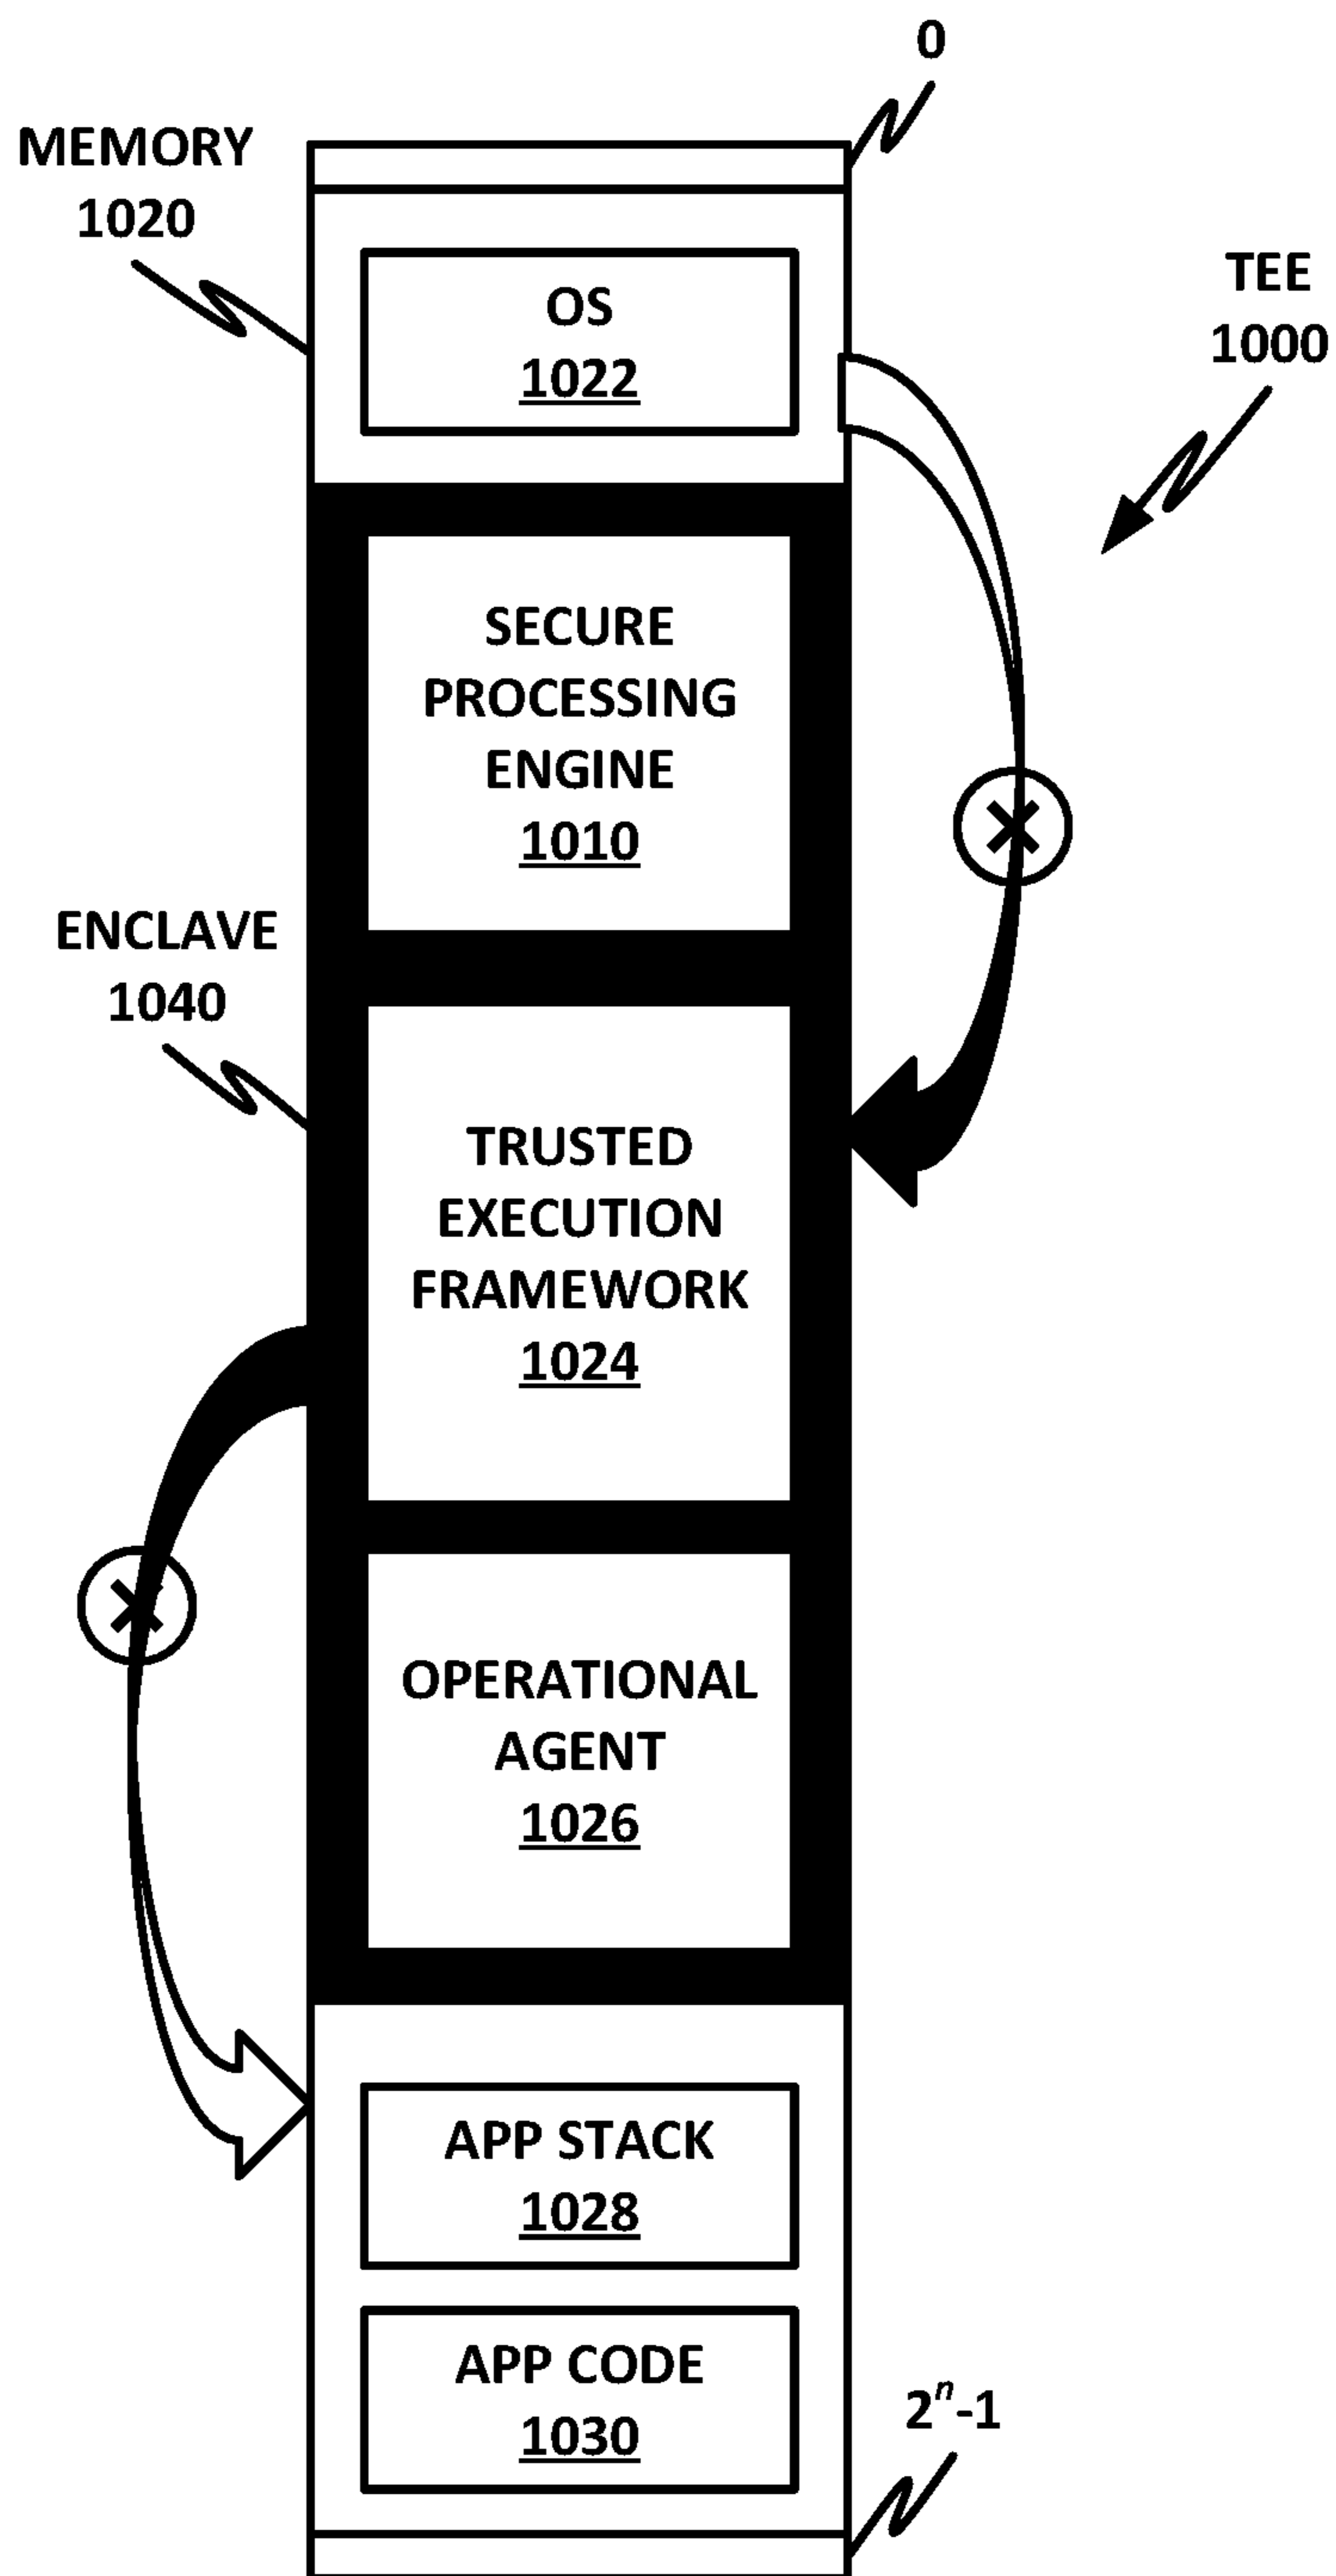 0
MEMORY
1020
OS
1022
TEE
1000
SECURE
PROCESSING
ENGINE
1010
ENCLAVE
1040
TRUSTED
EXECUTION
FRAMEWORK
1024
OPERATIONAL
AGENT
1026
APP STACK
1028
APP CODE
1030
2ⁿ-1